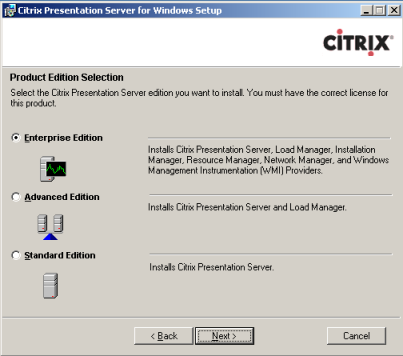 Citrix Presentation Server for Windows Setup
CITRIX
Product Edition Selection
Select the Citrix Presentation Server edition you want to install. You must have the correct license for
this product.
Enterprise Edition
Installs Citrix Presentation Server, Load Manager, Installation
Manager, Resource Manager, Network Manager, and Windows
Management Instrumentation (WMI) Providers.
Advanced Edition
Installs Citrix Presentation Server and Load Manager.
Standard Edition
Installs Citrix Presentation Server.
< Back
Next >
Cancel